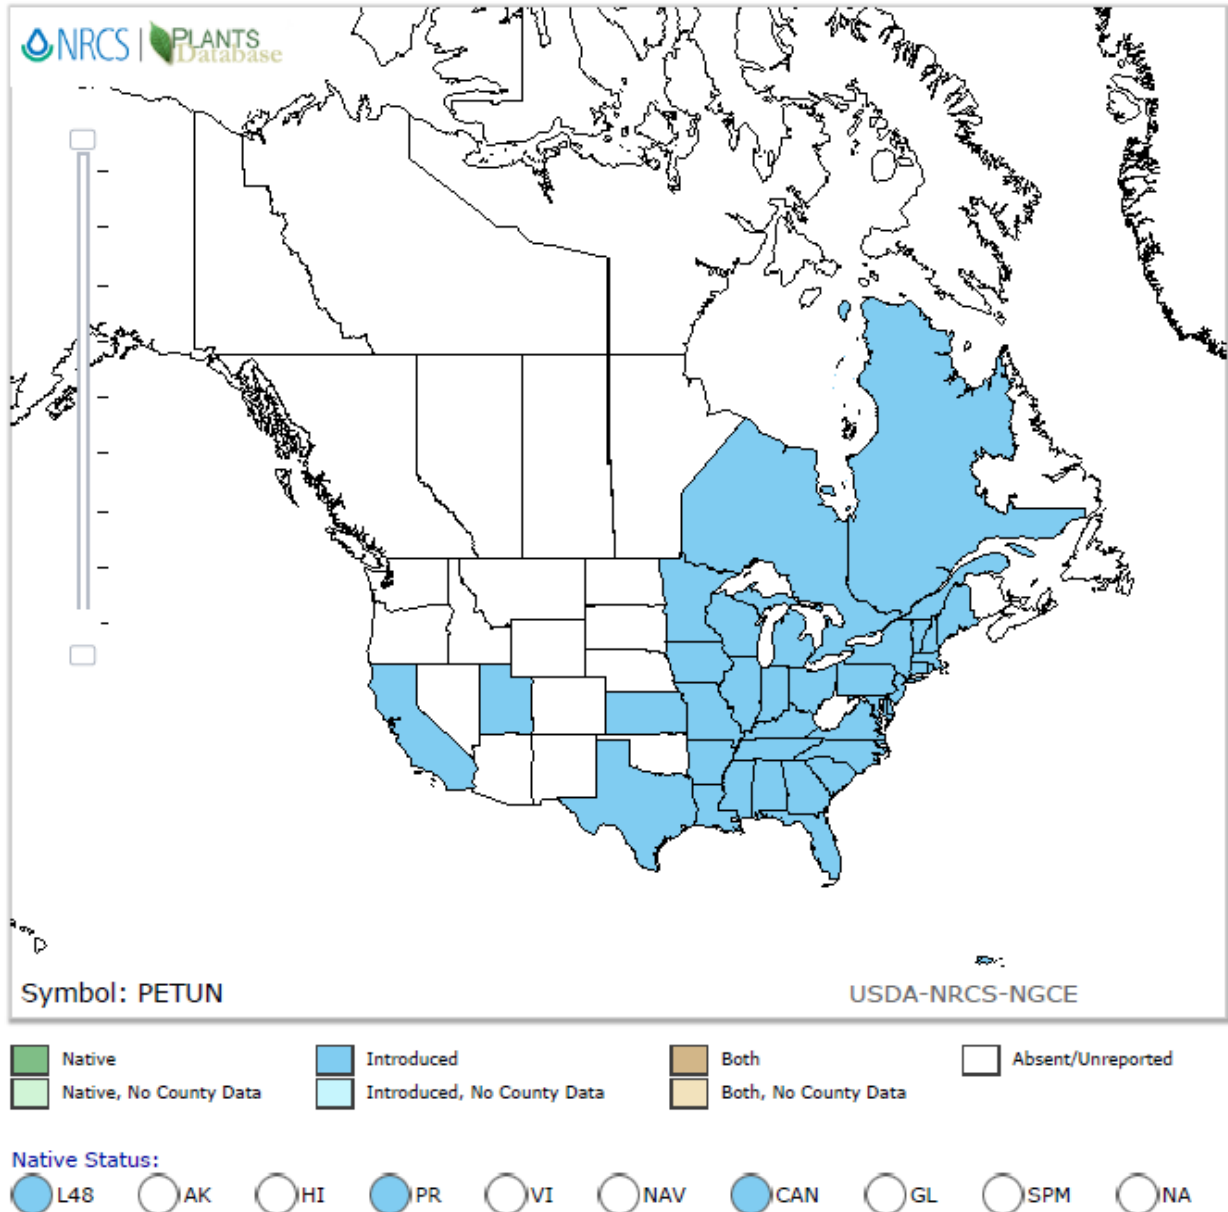 NRCS | PLANTS
Database
Symbol: PETUN
USDA-NRCS-NGCE
Native
Introduced
Both
Absent/Unreported
Native, No County Data
Introduced, No County Data
Both, No County Data
Native Status:
L48 AK HI PR VI NAV CAN GL SPM NA